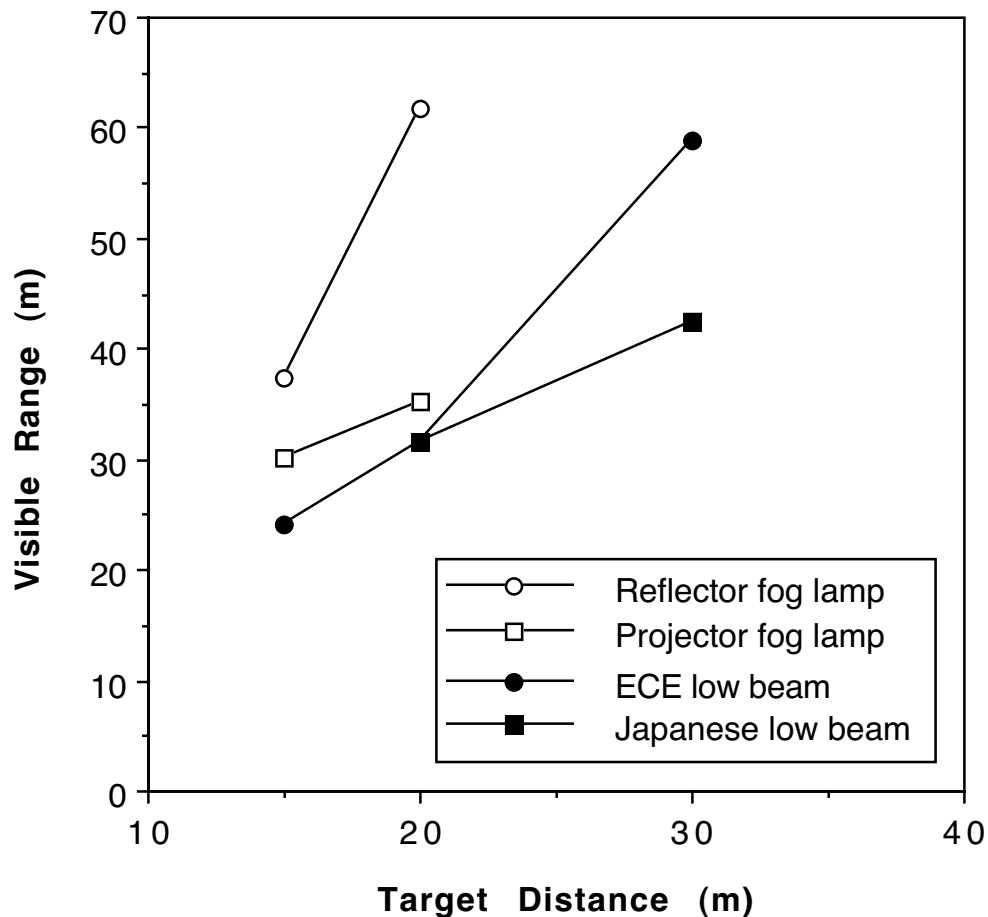 70
60
50
40
30
20
10
0
Visible Range (m)
10 20 30 40
Target Distance (m)
Reflector fog lamp
Projector fog lamp
ECE low beam
Japanese low beam